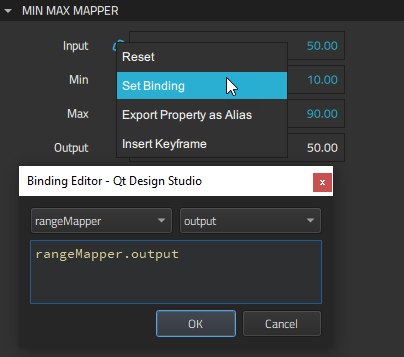 MIN MAX MAPPER
Input 50.00
Reset
Min 10.00
Set Binding
Max 90.00
Export Property as Alias
Output 50.00
Insert Keyframe
Binding Editor - Qt Design Studio x
rangeMapper output
rangeMapper.output
OK Cancel